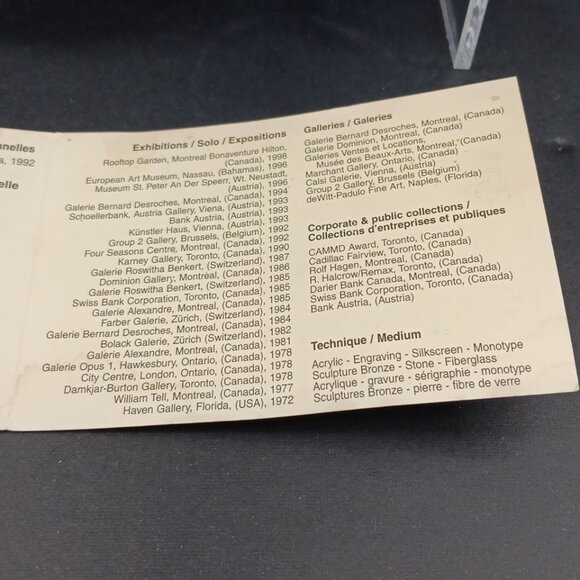 nnelles
a, 1992
elle
Exhibitions / Solo / Expositions
Rooftop Garden, Montreal Bonaventure Hilton,
(Canada), 1998
European Art Museum, Nassau, (Bahamas), 1996
Museum St. Peter An Der Speerr, Wt. Neustadt,
(Austria), 1996
Galerie Bernard Desroches, Montreal, (Canada), 1994
Schoellerbank, Austria Gallery, Vienna, (Austria), 1993
Bank Austria, (Austria), 1993
Künstler Haus, Vienna, (Austria), 1993
Group 2 Gallery, Brussels, (Belgium), 1992
Four Seasons Centre, Montreal, (Canada), 1992
Karney Gallery, Toronto, (Canada), 1990
Galerie Roswitha Benkert, (Switzerland), 1987
Dominion Gallery, Montreal, (Canada), 1986
Galerie Roswitha Benkert, (Switzerland), 1985
Swiss Bank Corporation, Toronto, (Canada), 1985
Galerie Alexandre, Montreal, (Canada), 1985
Farber Galerie, Zürich, (Switzerland), 1984
Galerie Bernard Desroches, Montreal, (Canada), 1984
Bolack Galerie, Zürich (Switzerland), 1982
Galerie Alexandre, Montreal, (Canada), 1981
Galerie Opus 1, Hawkesbury, Ontario, (Canada), 1978
City Centre, London, Ontario, (Canada), 1978
Damkjar-Burton Gallery, Toronto, (Canada), 1978
William Tell, Montreal, (Canada), 1977
Haven Gallery, Florida, (USA), 1972
Galleries / Galeries
Galerie Bernard Desroches, Montreal, (Canada)
Galerie Dominion, Montreal, (Canada)
Galeries Ventes et Locations,
Musée des Beaux-Arts, Montreal, (Canada)
Marchant Gallery, Ontario, (Canada)
Calsi Galerie, Vienna, (Austria)
Group 2 Gallery, Brussels (Belgium)
deWitt-Padulo Fine Art, Naples, (Florida)
Corporate & public collections /
Collections d'entreprises et publiques
CAMMD Award, Toronto, (Canada)
Cadillac Fairview, Toronto, (Canada)
Rolf Hagen, Montreal, (Canada)
R. Halcrow/Remax, Toronto, (Canada)
Darier Bank Canada, Montreal, (Canada)
Swiss Bank Corporation, Toronto, (Canada)
Bank Austria, (Austria)
Technique / Medium
Acrylic - Engraving - Silkscreen - Monotype
Sculpture Bronze - Stone - Fiberglass
Acrylique - gravure - sérigraphie - monotype
Sculptures Bronze - pierre - fibre de verre